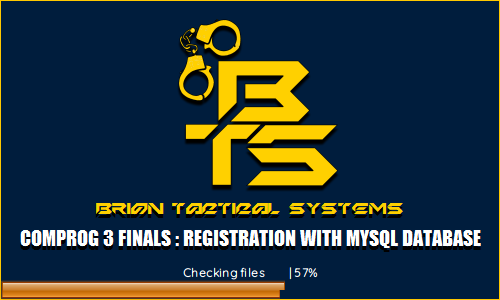 BTS
BRIAN TACTICAL SYSTEMS
COMPROG 3 FINALS : REGISTRATION WITH MYSQL DATABASE
Checking files | 57%